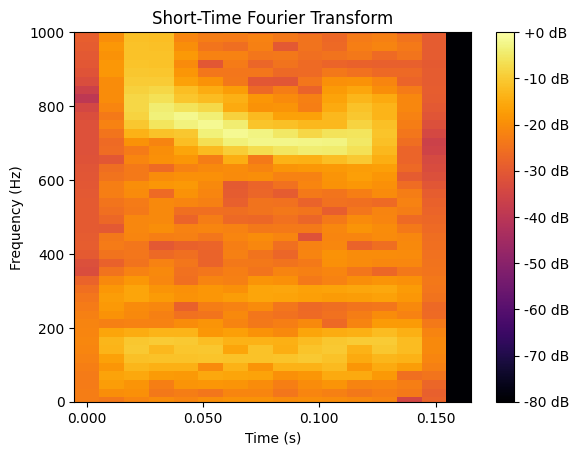 Short-Time Fourier Transform
1000
800
600
400
200
0
Frequency (Hz)
0.000
0.050
0.100
0.150
Time (s)
+0 dB
-10 dB
-20 dB
-30 dB
-40 dB
-50 dB
-60 dB
-70 dB
-80 dB